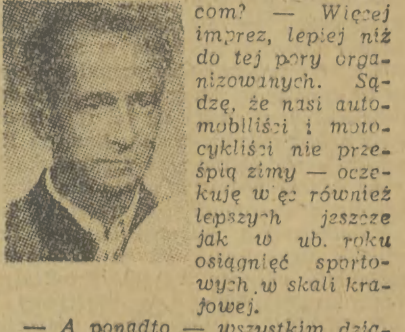 com? — Więcej
imprez, lepiej niż
do tej pory orga-
nizowanych. Są-
dzę, że nasi auto-
mobiliści i moto-
cykliści nie prze-
śpią zimy — ocze-
kuję więc również
lepszych jeszcze
jak w ub. roku
osiągnięć sporto-
wych w skali kra-
jowej.
— A ponadto — wszystkim dzia-